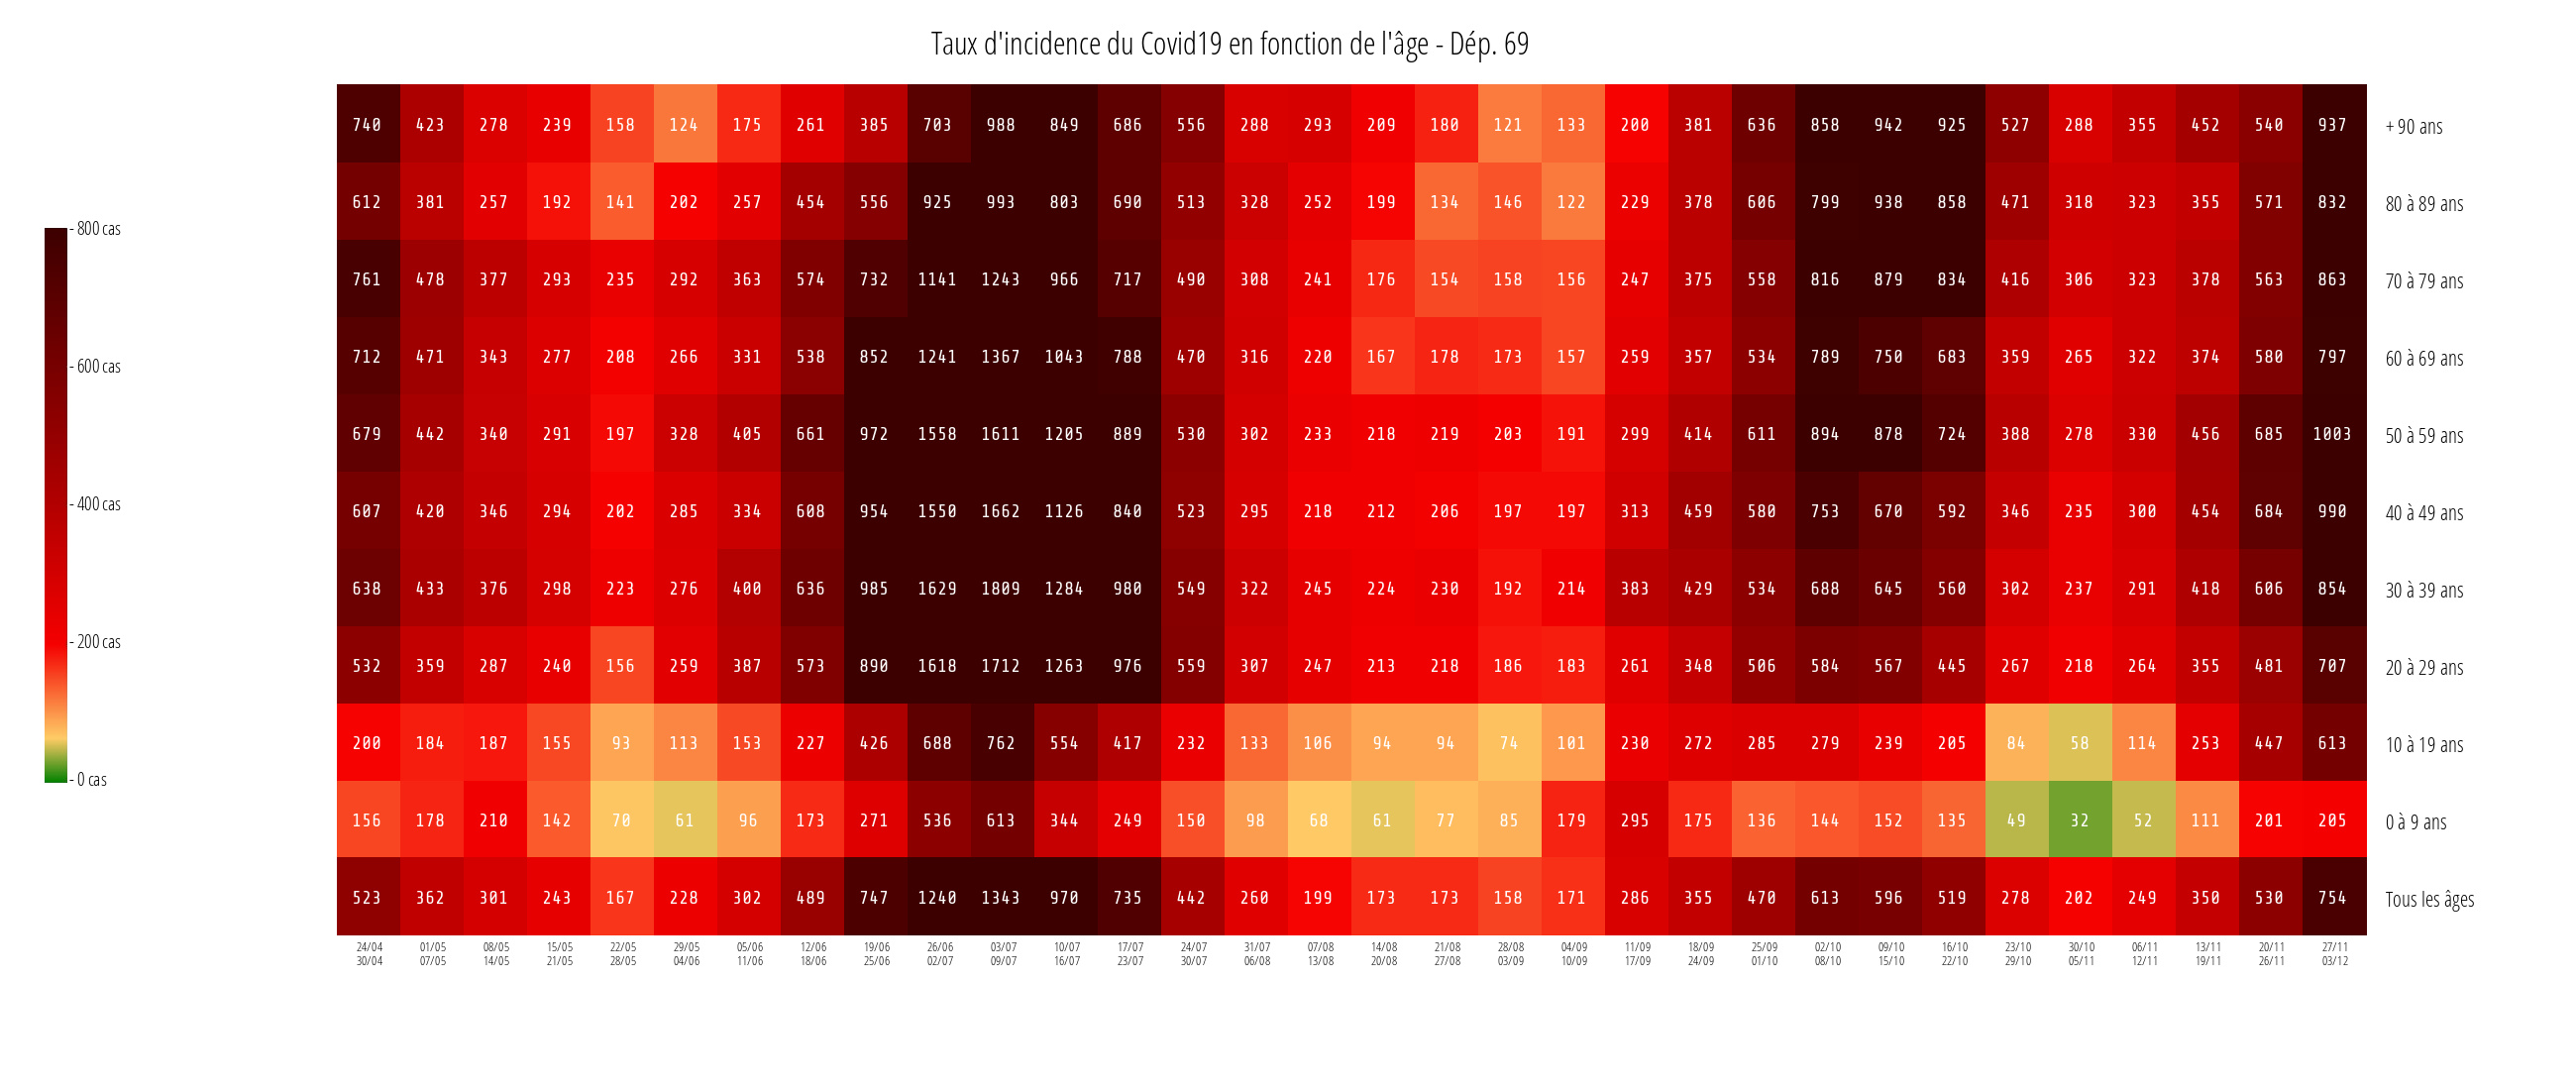 Taux d'incidence du Covid19 en fonction de l'âge - Dép. 69
- 800 cas
- 600 cas
- 400 cas
- 200 cas
- 0 cas
740 423 278 239 158 124 175 261 385 703 988 849 686 556 288 293 209 180 121 133 200 381 636 858 942 925 527 288 355 452 540 937 + 90 ans
612 381 257 192 141 202 257 454 556 925 993 803 690 513 328 252 199 134 146 122 229 378 606 799 938 858 471 318 323 355 571 832 80 à 89 ans
761 478 377 293 235 292 363 574 732 1141 1243 966 717 490 308 241 176 154 158 156 247 375 558 816 879 834 416 306 323 378 563 863 70 à 79 ans
712 471 343 277 208 266 331 538 852 1241 1367 1043 788 470 316 220 167 178 173 157 259 357 534 789 750 683 359 265 322 374 580 797 60 à 69 ans
679 442 340 291 197 328 405 661 972 1558 1611 1205 889 530 302 233 218 219 203 191 299 414 611 894 878 724 388 278 330 456 685 1003 50 à 59 ans
607 420 346 294 202 285 334 608 954 1550 1662 1126 840 523 295 218 212 206 197 197 313 459 580 753 670 592 346 235 300 454 684 990 40 à 49 ans
638 433 376 298 223 276 400 636 985 1629 1809 1284 980 549 322 245 224 230 192 214 383 429 534 688 645 560 302 237 291 418 606 854 30 à 39 ans
532 359 287 240 156 259 387 573 890 1618 1712 1263 976 559 307 247 213 218 186 183 261 348 506 584 567 445 267 218 264 355 481 707 20 à 29 ans
200 184 187 155 93 113 153 227 426 688 762 554 417 232 133 106 94 94 74 101 230 272 285 279 239 205 84 58 114 253 447 613 10 à 19 ans
156 178 210 142 70 61 96 173 271 536 613 344 249 150 98 68 61 77 85 179 295 175 136 144 152 135 49 32 52 111 201 205 0 à 9 ans
523 362 301 243 167 228 302 489 747 1240 1343 970 735 442 260 199 173 173 158 171 286 355 470 613 596 519 278 202 249 350 530 754 Tous les âges
24/04 01/05 08/05 15/05 22/05 29/05 05/06 12/06 19/06 26/06 03/07 10/07 17/07 24/07 31/07 07/08 14/08 21/08 28/08 04/09 11/09 18/09 25/09 02/10 09/10 16/10 23/10 30/10 06/11 13/11 20/11 27/11
30/04 07/05 14/05 21/05 28/05 04/06 11/06 18/06 25/06 02/07 09/07 16/07 23/07 30/07 06/08 13/08 20/08 27/08 03/09 10/09 17/09 24/09 01/10 08/10 15/10 22/10 29/10 05/11 12/11 19/11 26/11 03/12